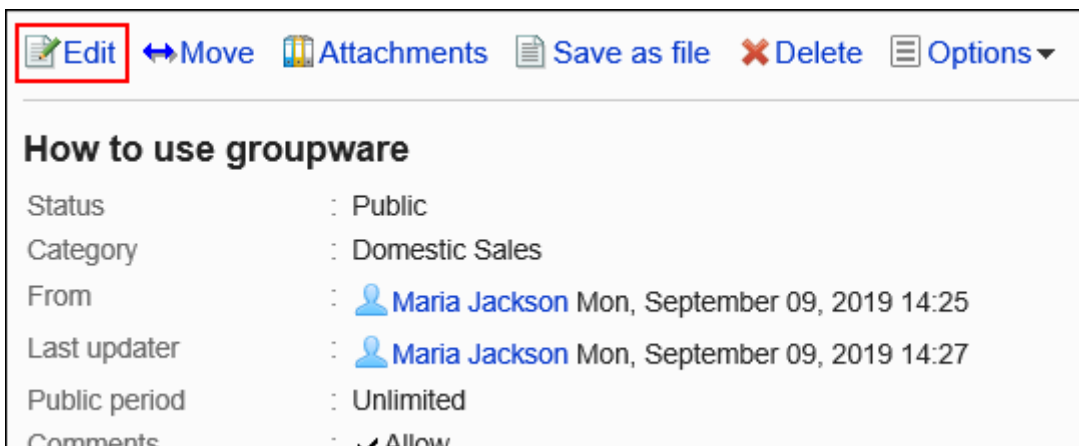 Edit Move Attachments Save as file Delete Options
How to use groupware
Status : Public
Category : Domestic Sales
From : Maria Jackson Mon, September 09, 2019 14:25
Last updater : Maria Jackson Mon, September 09, 2019 14:27
Public period : Unlimited
Comments : Allow